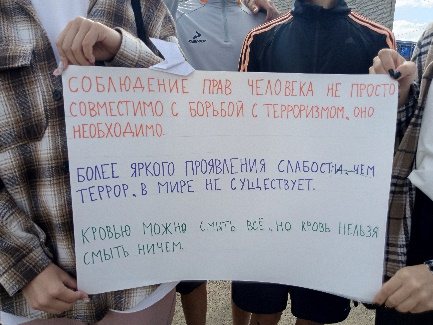 СОБЛЮДЕНИЕ ПРАВ ЧЕЛОВЕКА НЕ ПРОСТО
СОВМЕСТИМО С БОРЬБОЙ С ТЕРРОРИЗМОМ, ОНО
НЕОБХОДИМО.
БОЛЕЕ ЯРКОГО ПРОЯВЛЕНИЯ СЛАБОСТИ, ЧЕМ
ТЕРРОР, В МИРЕ НЕ СУЩЕСТВУЕТ.
КРОВЬЮ МОЖНО СМЫТЬ ВСЁ, НО КРОВЬ НЕЛЬЗЯ
СМЫТЬ НИЧЕМ.